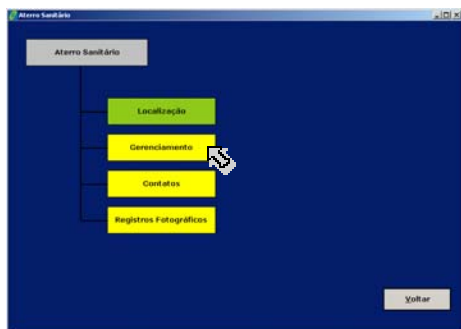 Aterro Sanitário
Aterro Sanitário
Localização
Gerenciamento
Contatos
Registros Fotográficos
Voltar